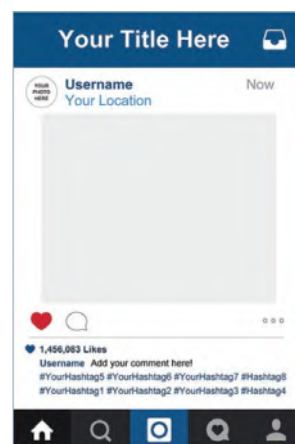 Your Title Here
YOUR
PHOTO
HERE
Username Now
Your Location
1,456,083 Likes
Username Add your comment here!
#YourHashtag5 #YourHashtag6 #YourHashtag7 #Hashtag8
#YourHashtag1 #YourHashtag2 #YourHashtag3 #Hashtag4